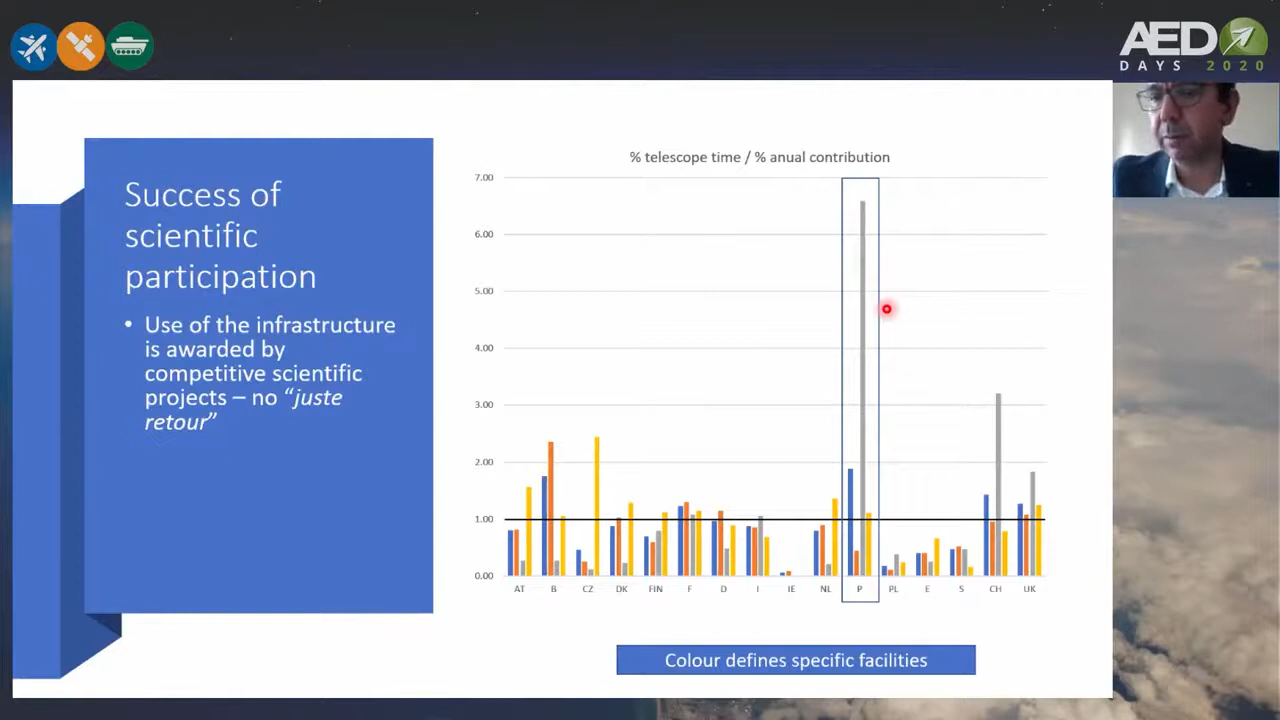 AED
DAYS 2020
Success of
scientific
participation
• Use of the infrastructure
is awarded by
competitive scientific
projects – no “juste
retour”
% telescope time / % anual contribution
7.00
6.00
5.00
4.00
3.00
2.00
1.00
0.00
AT B CZ DK FIN F D I IE NL P PL E S CH UK
Colour defines specific facilities